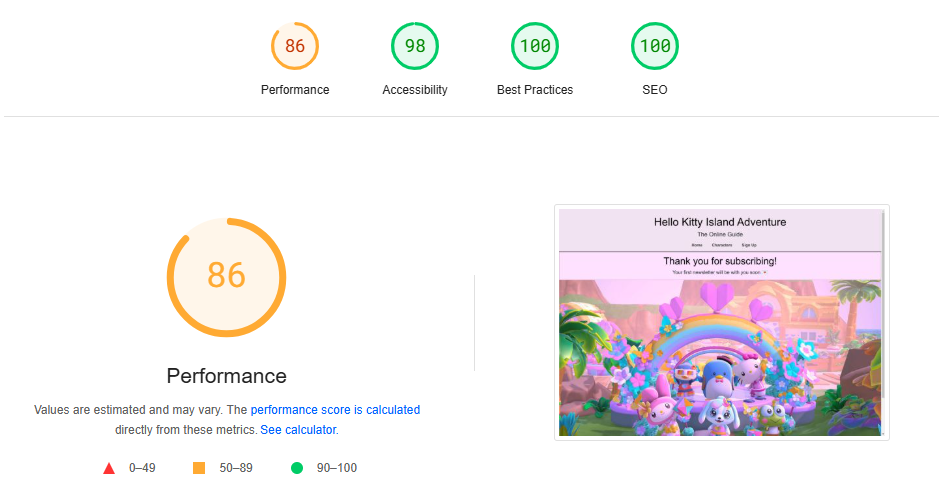 86
98
100
100
Performance
Accessibility
Best Practices
SEO
86
Performance
Values are estimated and may vary. The performance score is calculated
directly from these metrics. See calculator.
0–49
50–89
90–100
Hello Kitty Island Adventure
The Online Guide
Home Characters Sign Up
Thank you for subscribing!
Your first newsletter will be with you soon.